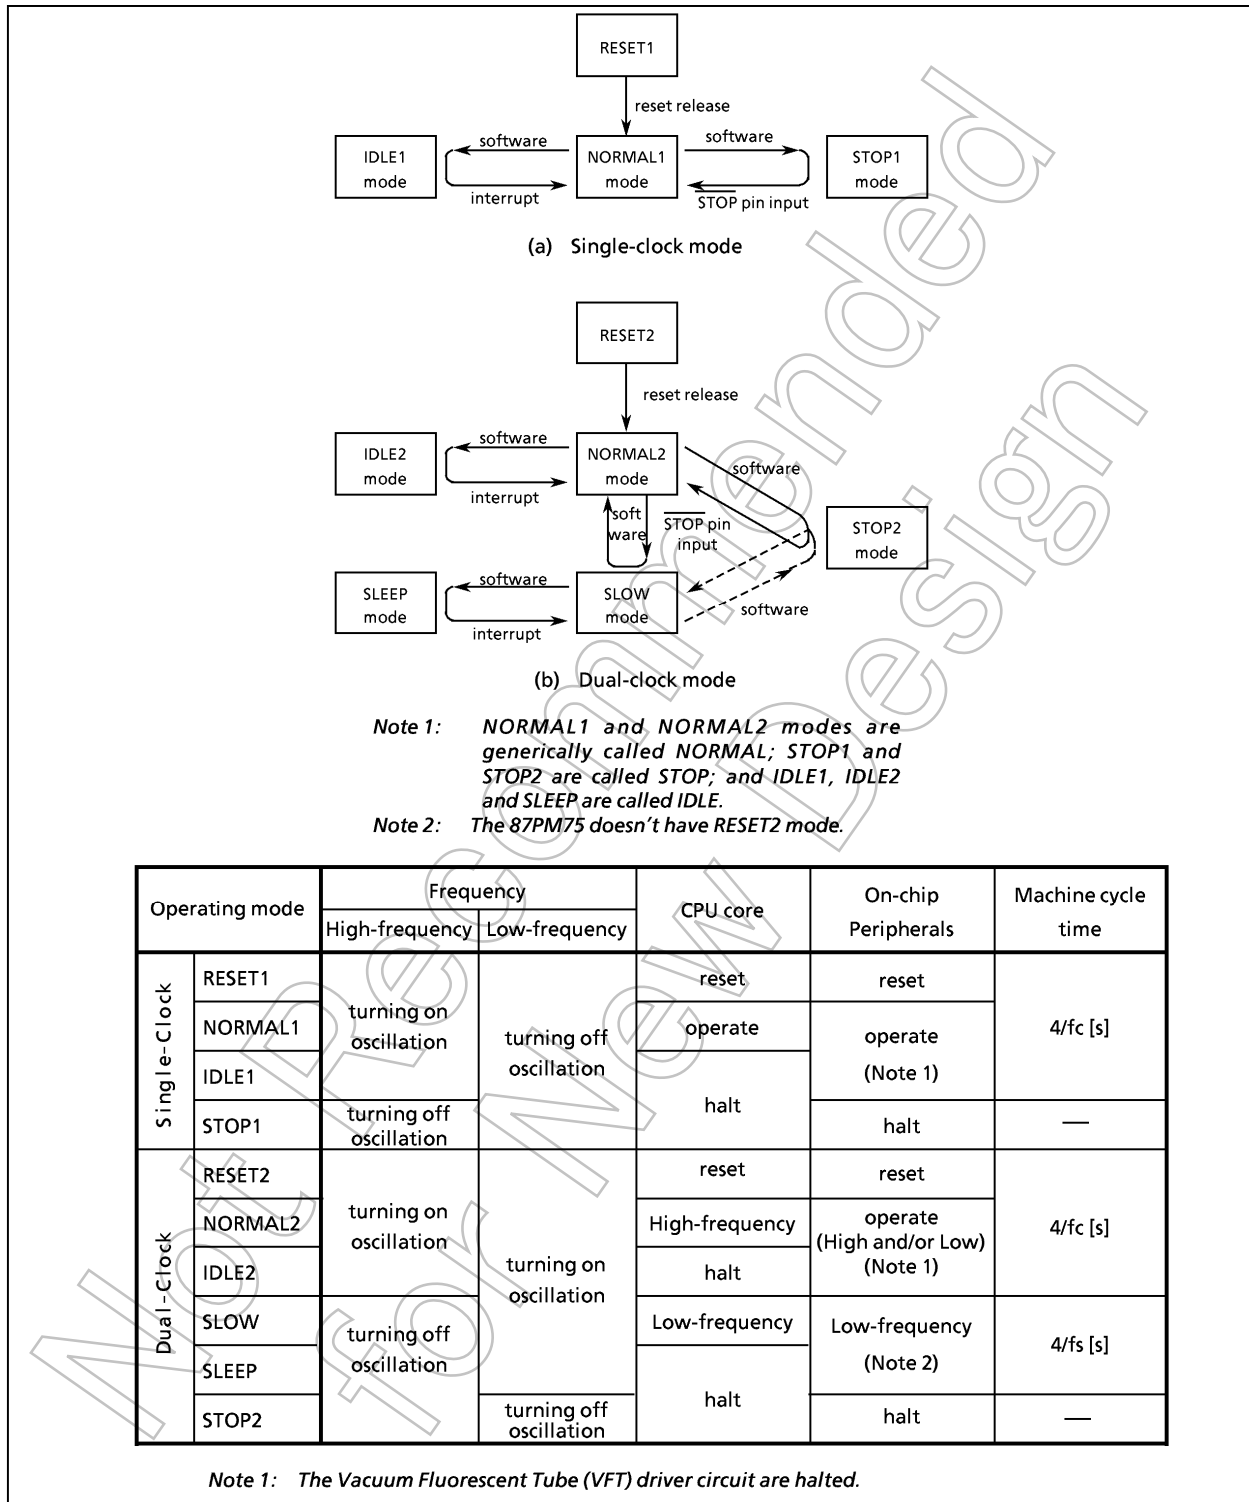 RESET1
reset release
IDLE1
mode
software
interrupt
NORMAL1
mode
software
STOP pin input
STOP1
mode
(a) Single-clock mode
RESET2
reset release
IDLE2
mode
software
interrupt
NORMAL2
mode
software
soft
ware
STOP pin
input
STOP2
mode
SLEEP
mode
software
interrupt
SLOW
mode
software
(b) Dual-clock mode
Note 1: NORMAL1 and NORMAL2 modes are
generically called NORMAL; STOP1 and
STOP2 are called STOP; and IDLE1, IDLE2
and SLEEP are called IDLE.
Note 2: The 87PM75 doesn't have RESET2 mode.
Operating mode
Frequency
High-frequency
Low-frequency
CPU core
On-chip
Peripherals
Machine cycle
time
Single-Clock
RESET1
NORMAL1
IDLE1
STOP1
turning on
oscillation
turning off
oscillation
turning off
oscillation
reset
operate
halt
reset
operate
(Note 1)
halt
4/fc [s]
—
Dual-Clock
RESET2
NORMAL2
IDLE2
SLOW
SLEEP
STOP2
turning on
oscillation
turning off
oscillation
turning on
oscillation
turning off
oscillation
reset
High-frequency
halt
Low-frequency
halt
reset
operate
(High and/or Low)
(Note 1)
Low-frequency
(Note 2)
halt
4/fc [s]
4/fs [s]
—
Note 1: The Vacuum Fluorescent Tube (VFT) driver circuit are halted.
Not Recommended
for New Design